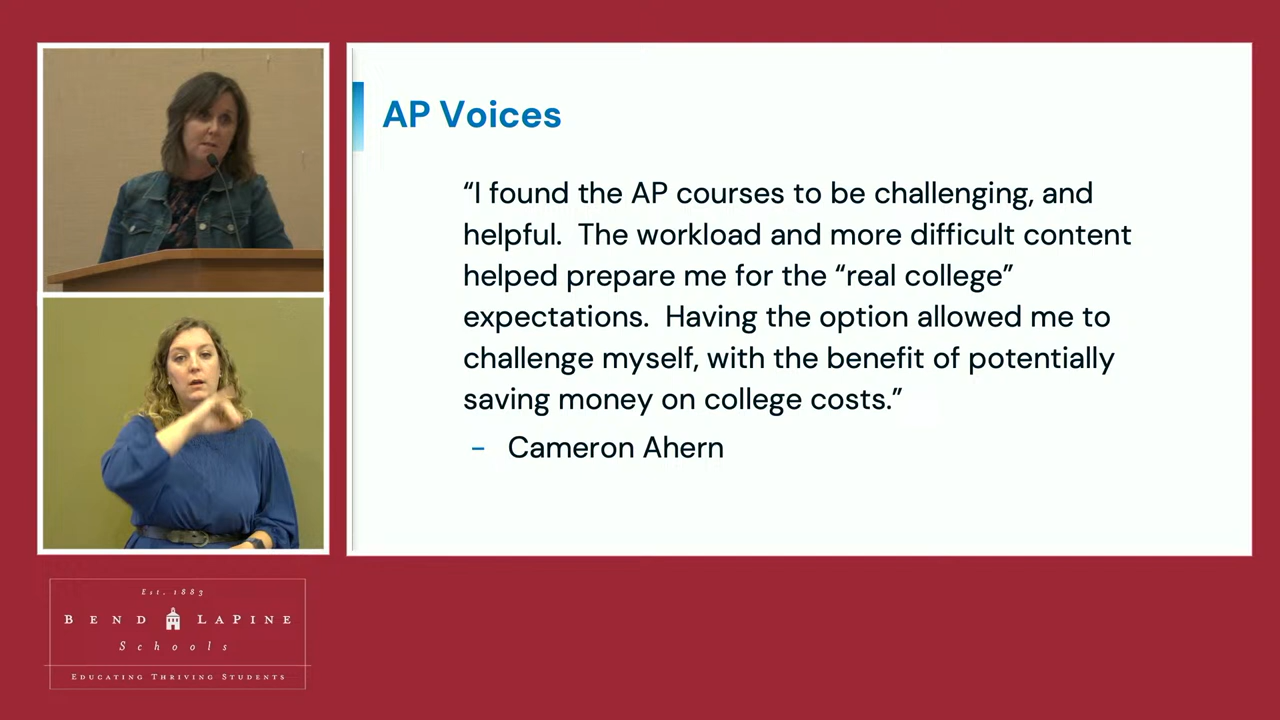 AP Voices
“I found the AP courses to be challenging, and
helpful.  The workload and more difficult content
helped prepare me for the “real college”
expectations.  Having the option allowed me to
challenge myself, with the benefit of potentially
saving money on college costs.”
- Cameron Ahern
Est. 1883
BEND LAPINE
Schools
EDUCATING THRIVING STUDENTS